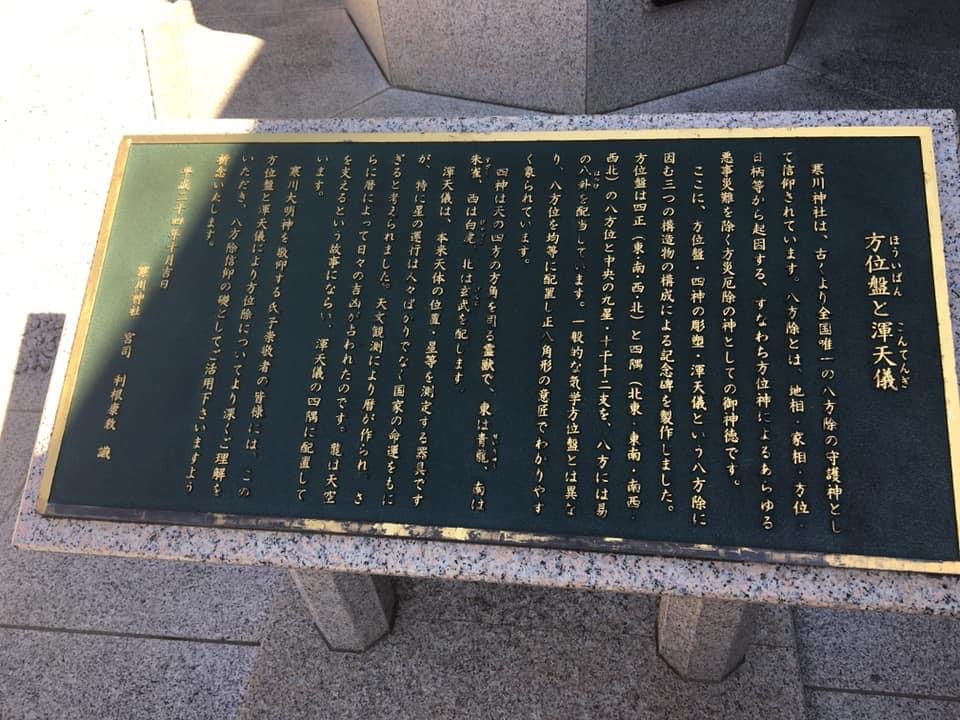 ほういばん こんてんぎ
方位盤と渾天儀
寒川神社は、古くより全国唯一の八方除の守護神とし
て信仰されています。八方除とは、地相・家相・方位・
日柄等から起因する、すなわち方位神によるあらゆる
悪事災難を除く方災厄除の神としての御神徳です。
ここに、方位盤・四神の彫塑・渾天儀という八方除に
因む三つの構造物の構成による記念碑を製作しました。
方位盤は四正（東・南・西・北）と四隅（北東・東南・南西・
西北）の八方位と中央の九星・十干十二支を、八方には易
の八卦を配当しています。一般的な気学方位盤とは異な
り、八方位を均等に配置し正八角形の意匠でわかりやす
く象られています。
四神は天の四方の方角を司る霊獣で、東は青龍、南は
朱雀、西は白虎、北は玄武を配します。
渾天儀は、本来天体の位置・星等を測定する器具です
が、特に星の運行は人々ばかりでなく国家の命運をもに
ぎると考えられました。天文観測により暦が作られ、さ
らに暦によって日々の吉凶が占われたのです。龍は天空
を支えるという故事にならい、渾天儀の四隅に配置して
います。
寒川大明神を敬仰する氏子崇敬者の皆様には、この
方位盤と渾天儀により方位除についてより深くご理解を
いただき、八方除信仰の礎としてご活用下さいますよう
祈念いたします。
平成二十四年十月吉日
寒川神社 宮司 利根康教 識